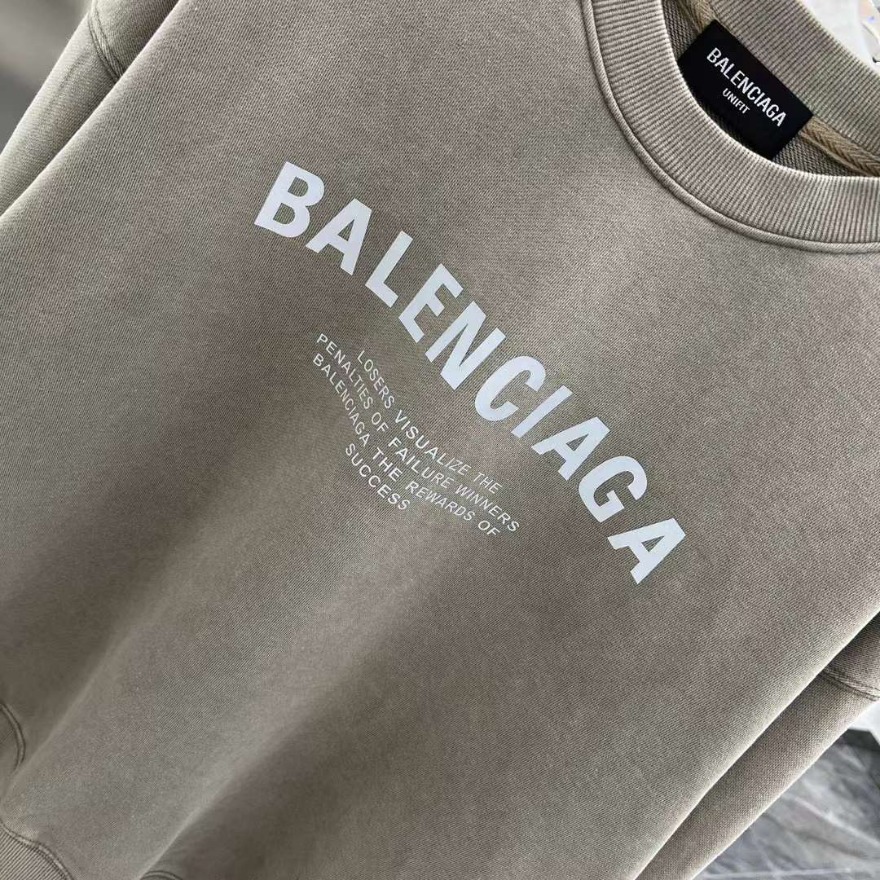 BALENCIAGA
UNIFIT
BALENCIAGA
LOSERS VISUALIZE THE
PENALTIES OF FAILURE WINNERS
BALENCIAGA THE REWARDS OF
SUCCESS